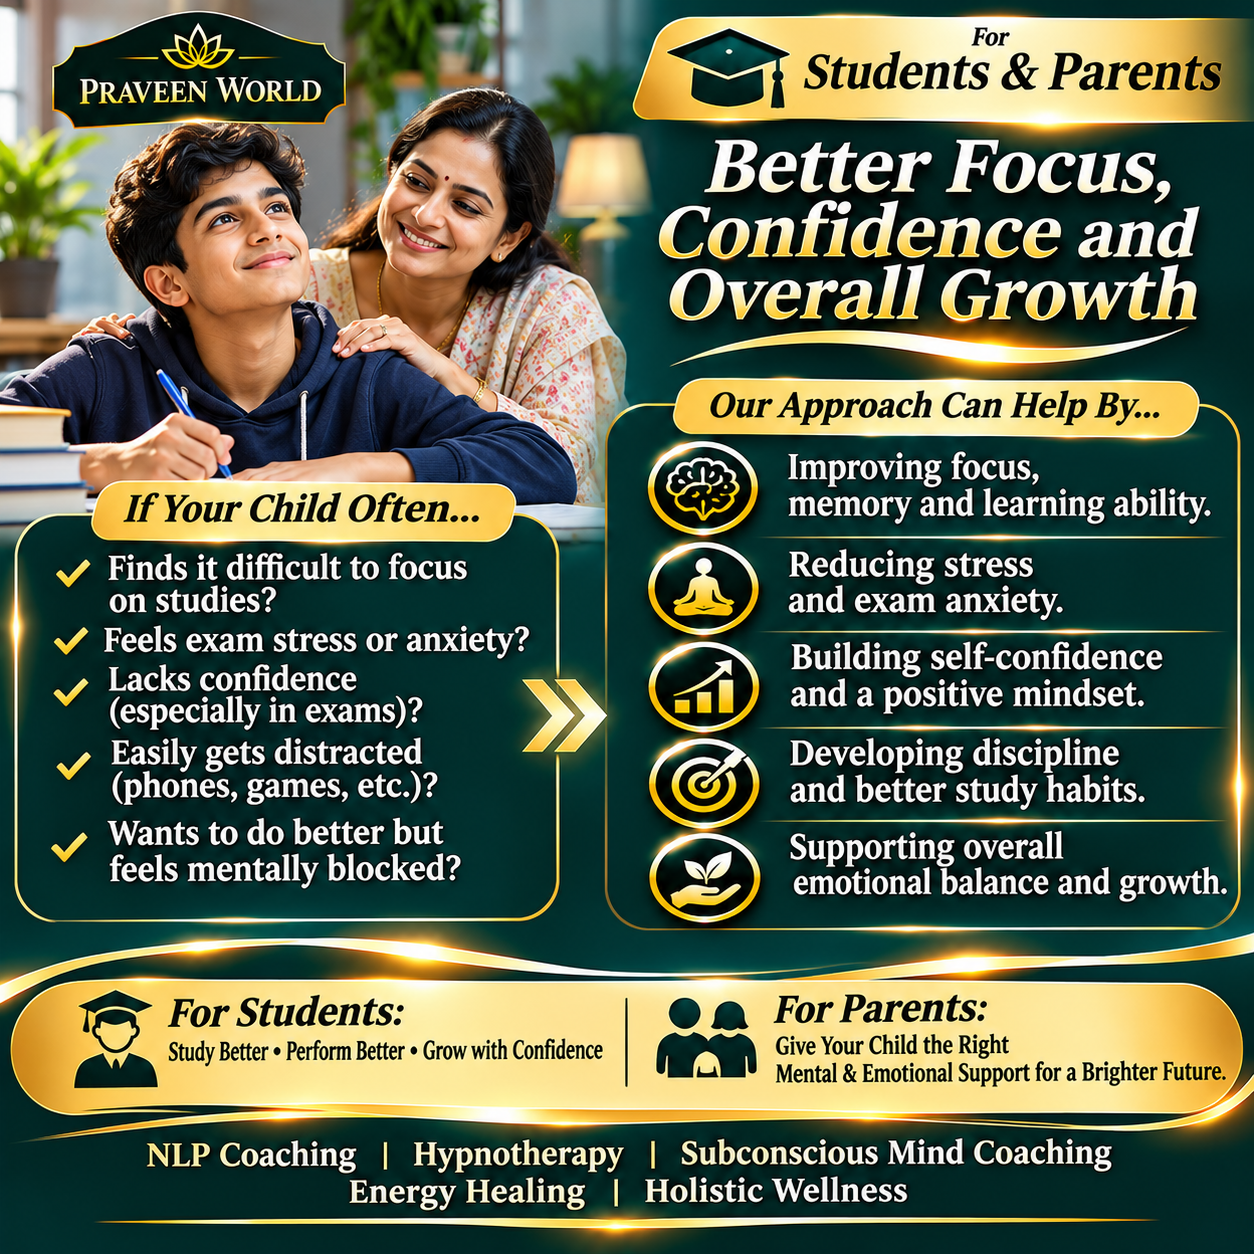 PRAVEEN WORLD
For
Students & Parents
Better Focus,
Confidence and
Overall Growth
If Your Child Often...
Finds it difficult to focus
on studies?
Feels exam stress or anxiety?
Lacks confidence
(especially in exams)?
Easily gets distracted
(phones, games, etc.)?
Wants to do better but
feels mentally blocked?
Our Approach Can Help By...
Improving focus,
memory and learning ability.
Reducing stress
and exam anxiety.
Building self-confidence
and a positive mindset.
Developing discipline
and better study habits.
Supporting overall
emotional balance and growth.
For Students:
Study Better • Perform Better • Grow with Confidence
For Parents:
Give Your Child the Right
Mental & Emotional Support for a Brighter Future.
NLP Coaching | Hypnotherapy | Subconscious Mind Coaching
Energy Healing | Holistic Wellness